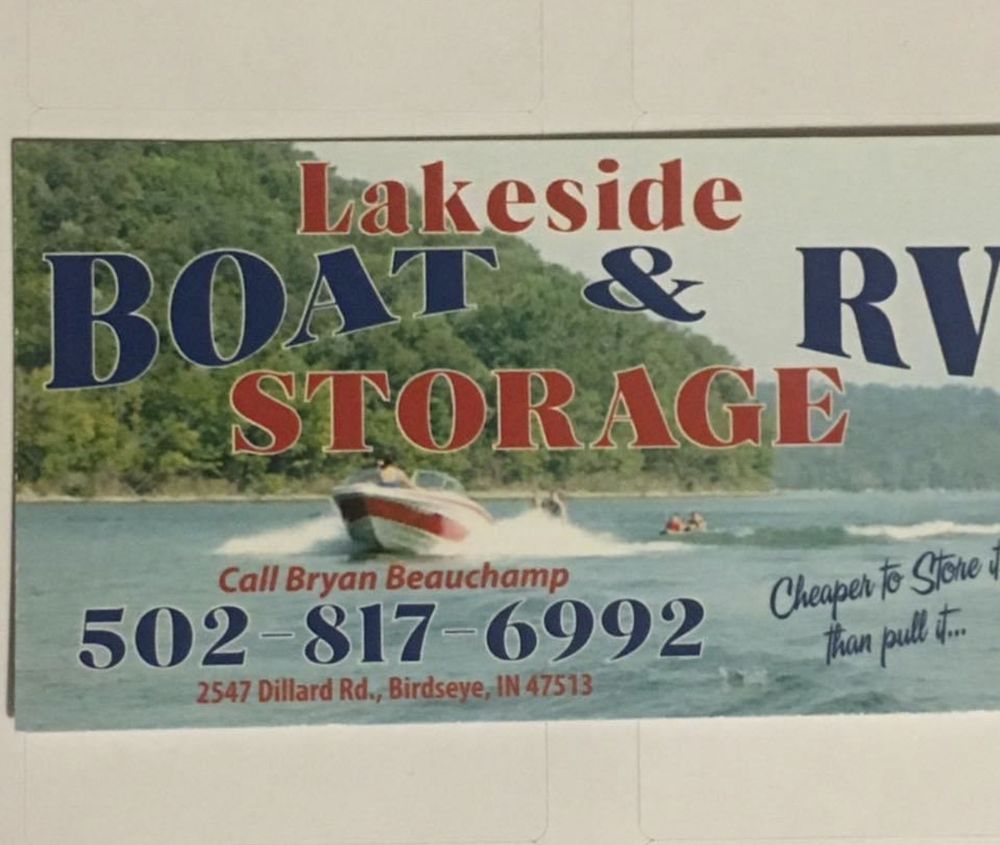 Lakeside
BOAT & RV
STORAGE
Call Bryan Beauchamp
502-817-6992
2547 Dillard Rd., Birdseye, IN 47513
Cheaper to Store it
than pull it...